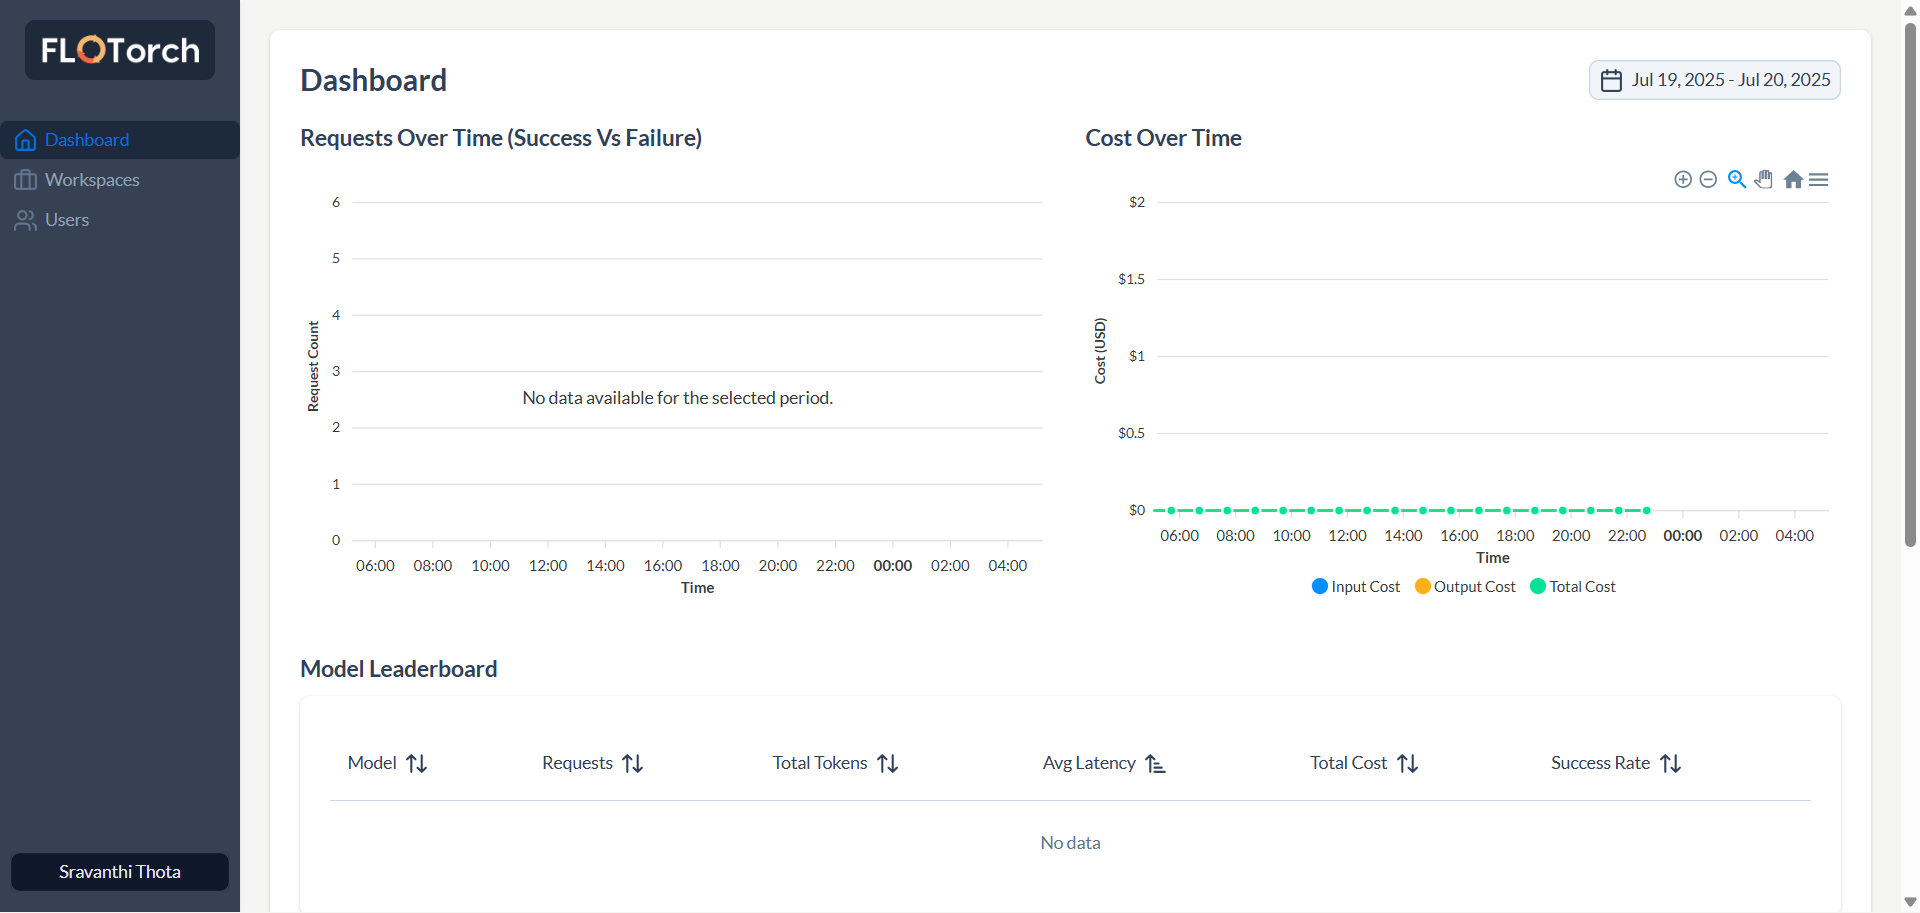 FLOTorch
Dashboard
Workspaces
Users
Sravanthi Thota
Dashboard
Jul 19, 2025 - Jul 20, 2025
Requests Over Time (Success Vs Failure)
6
5
4
3
2
1
0
Request Count
No data available for the selected period.
06:00 08:00 10:00 12:00 14:00 16:00 18:00 20:00 22:00 00:00 02:00 04:00
Time
Cost Over Time
$2
$1.5
$1
$0.5
$0
Cost (USD)
06:00 08:00 10:00 12:00 14:00 16:00 18:00 20:00 22:00 00:00 02:00 04:00
Time
Input Cost Output Cost Total Cost
Model Leaderboard
Model Requests Total Tokens Avg Latency Total Cost Success Rate
No data